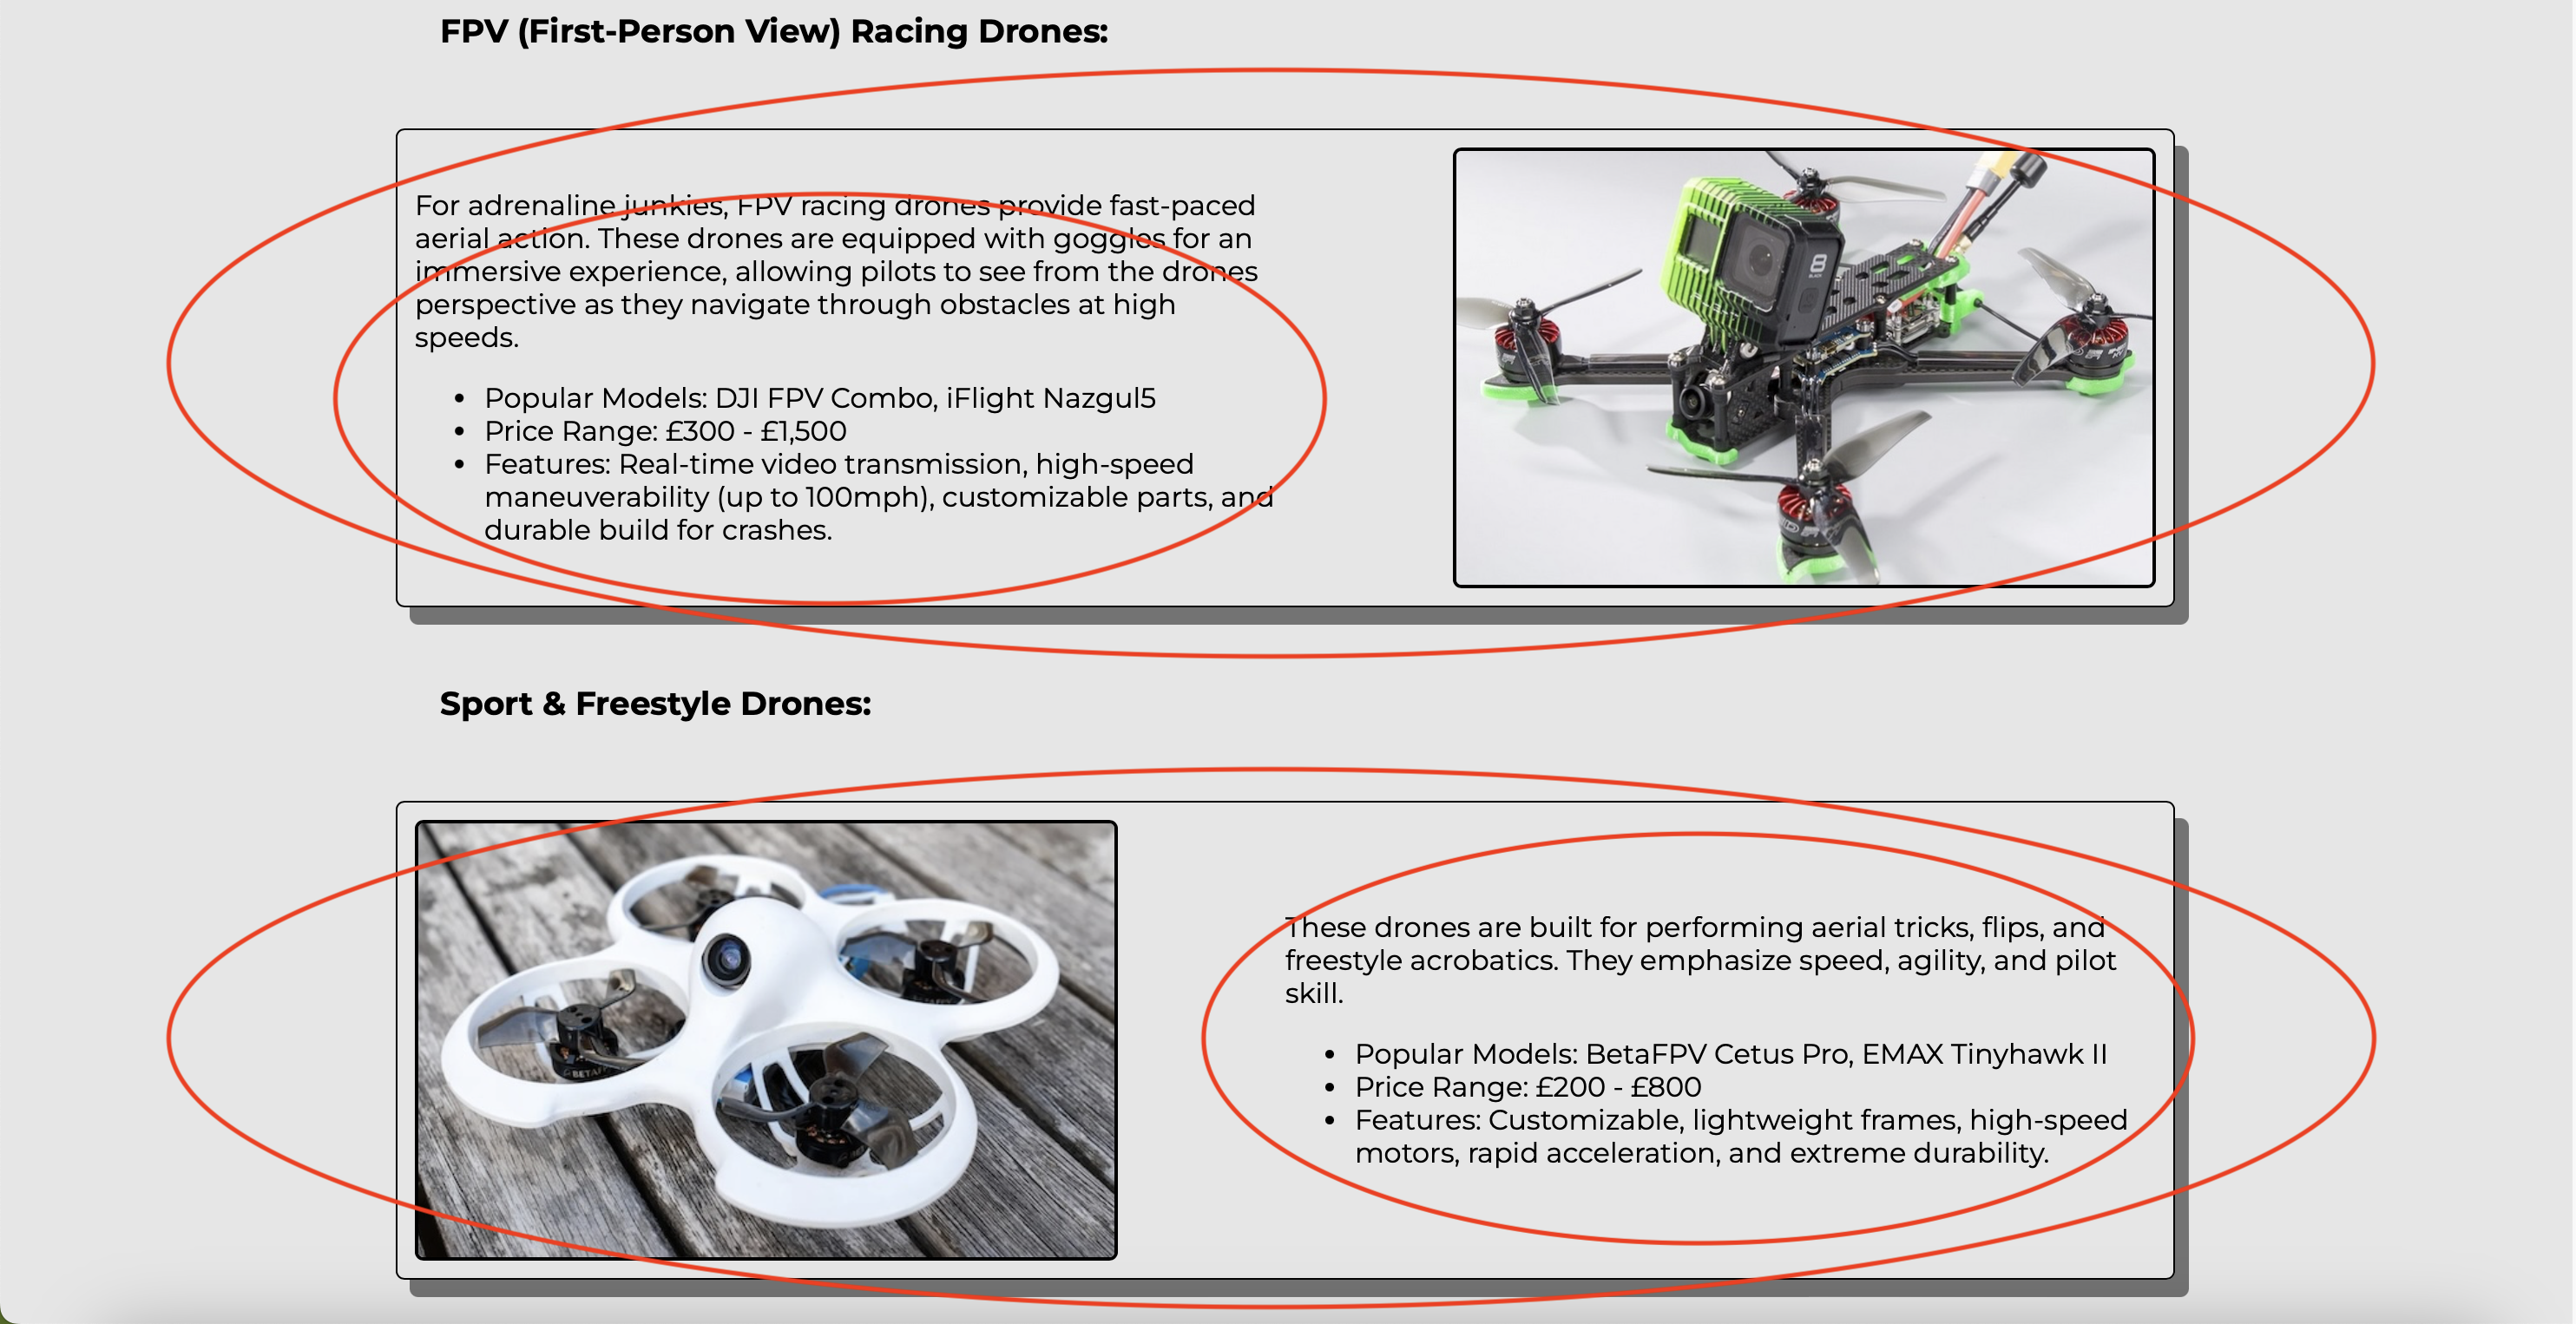 FPV (First-Person View) Racing Drones:
For adrenaline junkies, FPV racing drones provide fast-paced
aerial action. These drones are equipped with goggles for an
immersive experience, allowing pilots to see from the drones
perspective as they navigate through obstacles at high
speeds.
• Popular Models: DJI FPV Combo, iFlight Nazgul5
• Price Range: £300 - £1,500
• Features: Real-time video transmission, high-speed
maneuverability (up to 100mph), customizable parts, and
durable build for crashes.
8
BLACK
Sport & Freestyle Drones:
These drones are built for performing aerial tricks, flips, and
freestyle acrobatics. They emphasize speed, agility, and pilot
skill.
• Popular Models: BetaFPV Cetus Pro, EMAX Tinyhawk II
• Price Range: £200 - £800
• Features: Customizable, lightweight frames, high-speed
motors, rapid acceleration, and extreme durability.